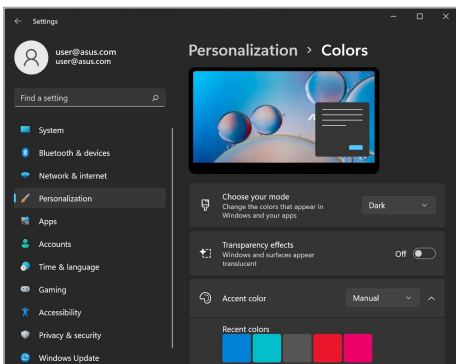 Settings
user@asus.com
user@asus.com
Find a setting
System
Bluetooth & devices
Network & internet
Personalization
Apps
Accounts
Time & language
Gaming
Accessibility
Privacy & security
Windows Update
Personalization > Colors
Choose your mode
Change the colors that appear in
Windows and your apps
Dark
Transparency effects
Windows and surfaces appear
translucent
Off
Accent color
Manual
Recent colors